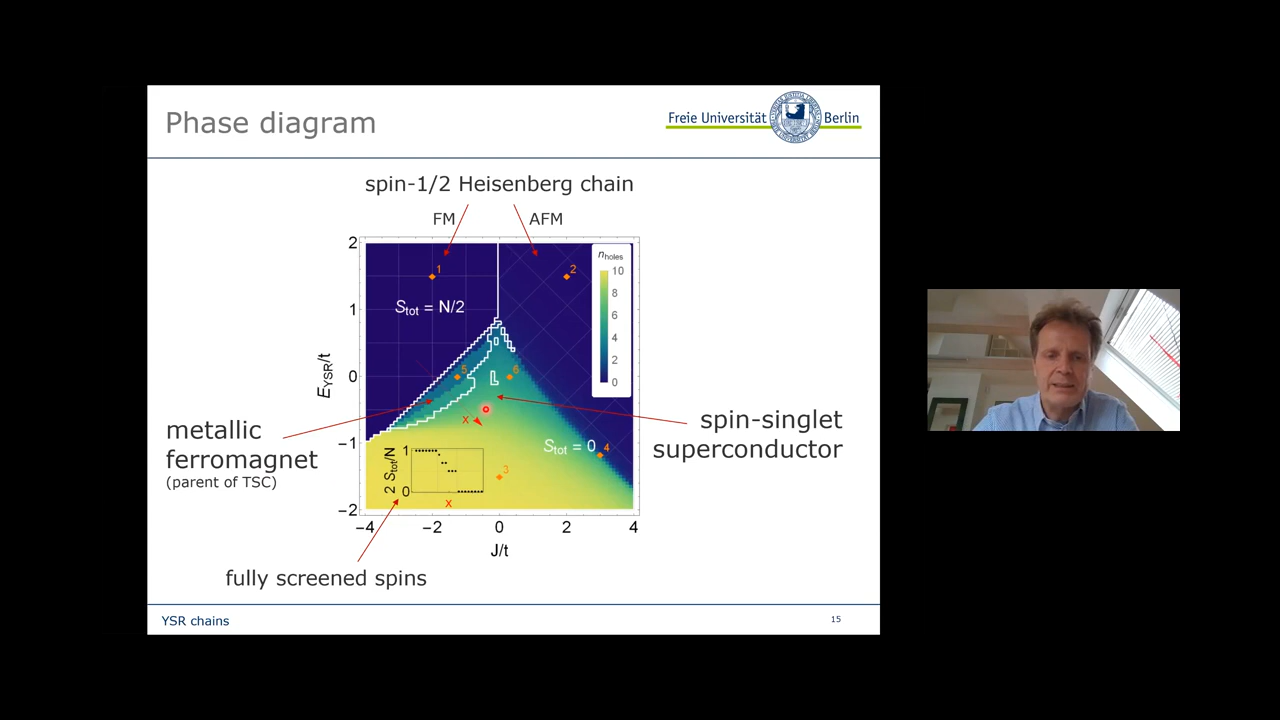 Phase diagram
Freie Universität Berlin
spin-1/2 Heisenberg chain
FM AFM
2
1
0
−1
−2
E_YSR/t
−4 −2 0 2 4
J/t
1
2
S_tot = N/2
n_holes
10
8
6
4
2
0
5
6
x
S_tot = 0
4
3
1
0
2 S_tot/N
x
metallic
ferromagnet
(parent of TSC)
spin-singlet
superconductor
fully screened spins
YSR chains
15